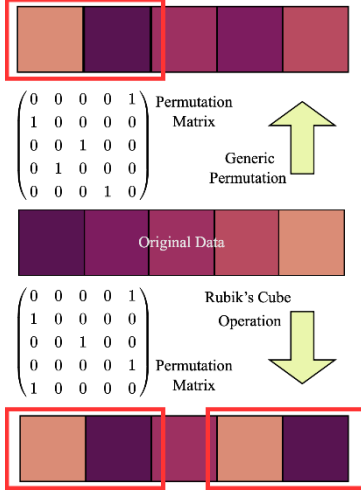 0 0 0 0 1
1 0 0 0 0
0 0 1 0 0
0 1 0 0 0
0 0 0 1 0
Permutation
Matrix
Generic
Permutation
Original Data
0 0 0 0 1
1 0 0 0 0
0 0 1 0 0
0 0 0 0 1
1 0 0 0 0
Rubik's Cube
Operation
Permutation
Matrix